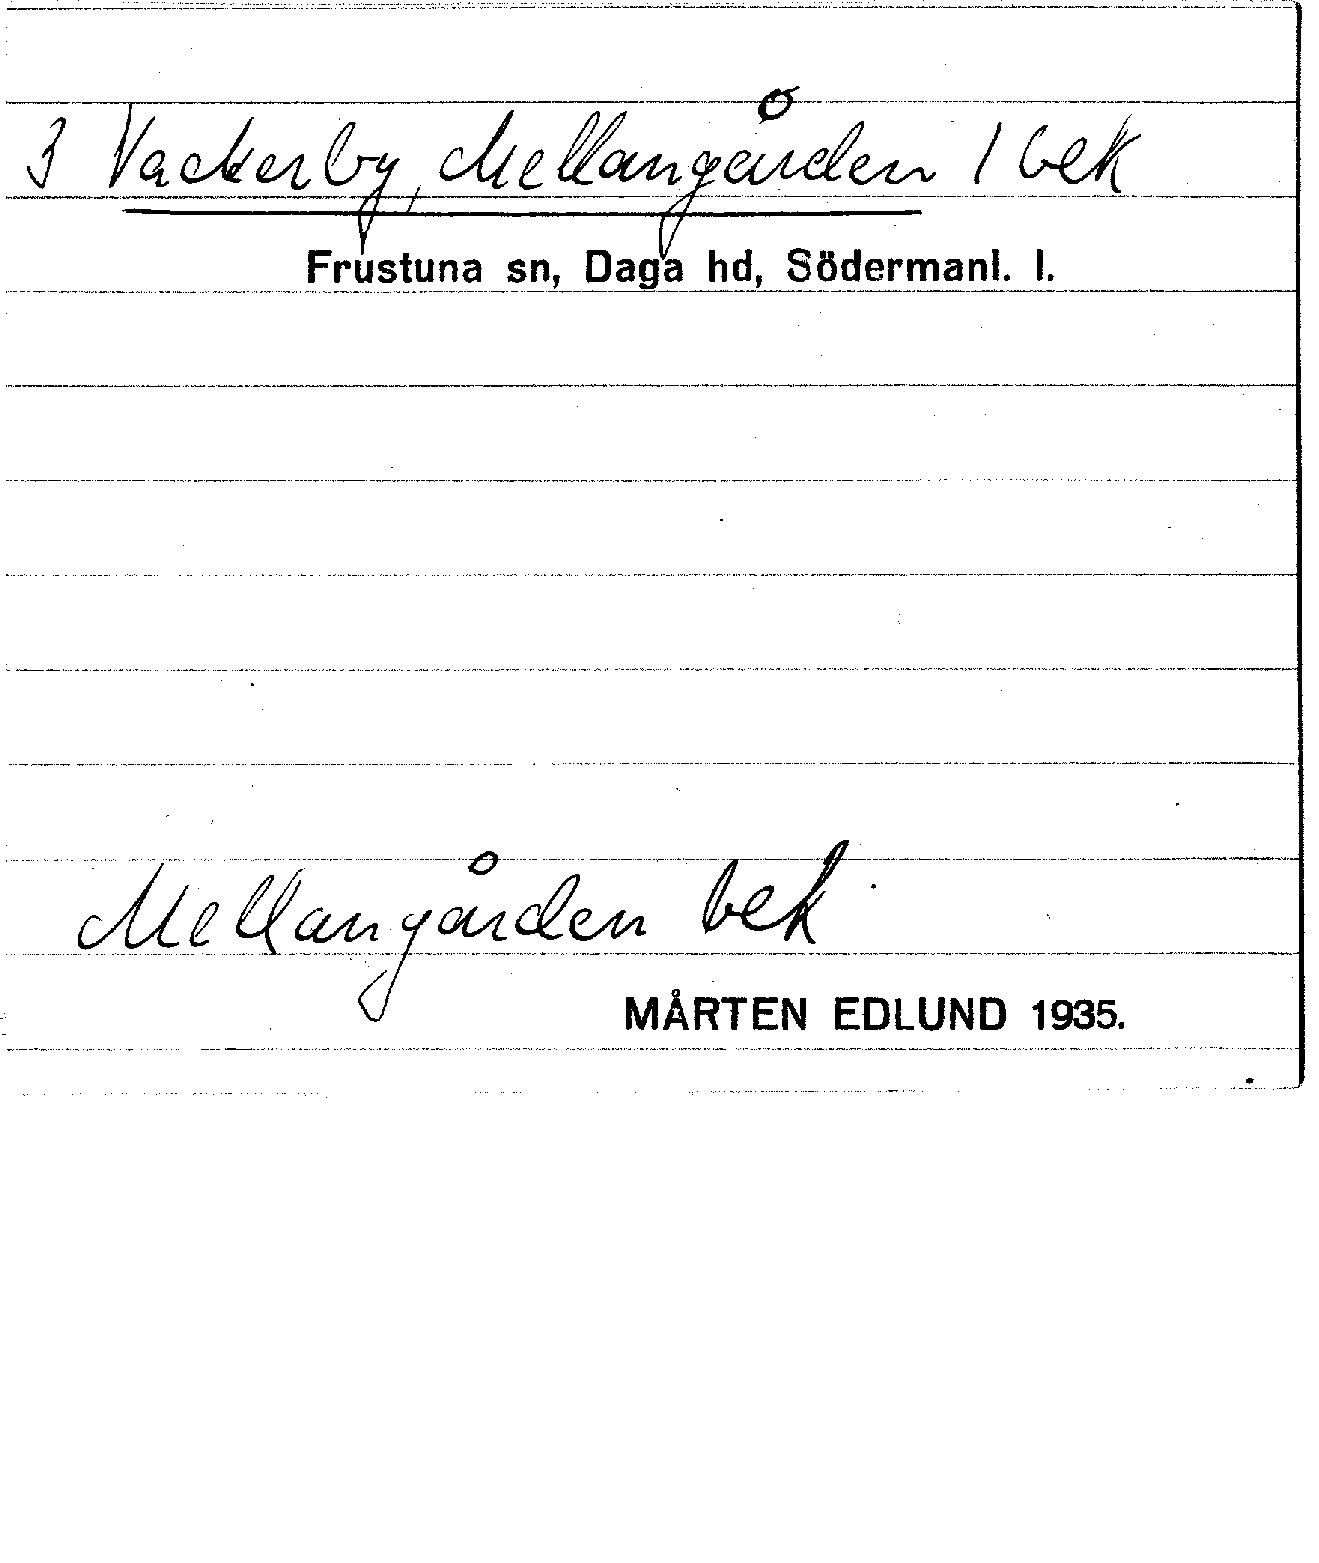 3 Vackerby, Mellangården 1 bek
Frustuna sn, Daga hd, Södermanl. l.
Mellangården bek
MÅRTEN EDLUND 1935.